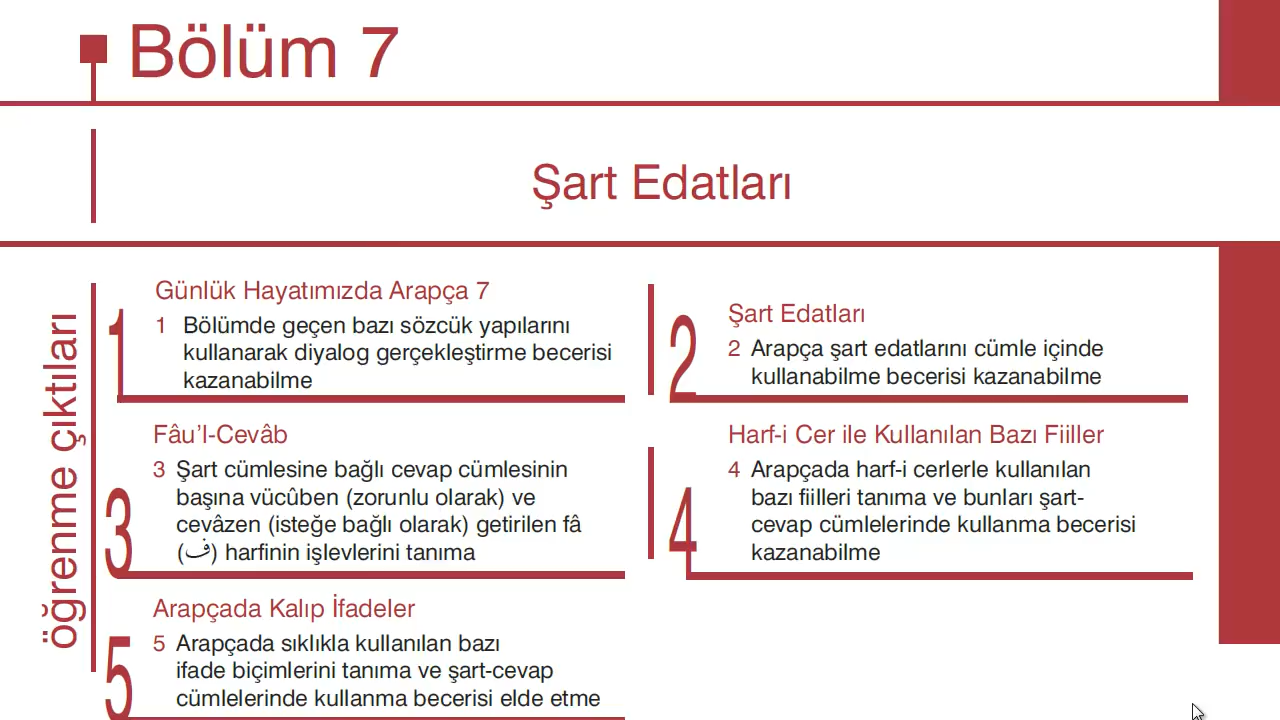 Bölüm 7
Şart Edatları
öğrenme çıktıları
1
Günlük Hayatımızda Arapça 7
1 Bölümde geçen bazı sözcük yapılarını
kullanarak diyalog gerçekleştirme becerisi
kazanabilme
2
Şart Edatları
2 Arapça şart edatlarını cümle içinde
kullanabilme becerisi kazanabilme
3
Fâu’l-Cevâb
3 Şart cümlesine bağlı cevap cümlesinin
başına vücûben (zorunlu olarak) ve
cevâzen (isteğe bağlı olarak) getirilen fâ
(ف) harfinin işlevlerini tanıma
4
Harf-i Cer ile Kullanılan Bazı Fiiller
4 Arapçada harf-i cerlerle kullanılan
bazı fiilleri tanıma ve bunları şart-
cevap cümlelerinde kullanma becerisi
kazanabilme
5
Arapçada Kalıp İfadeler
5 Arapçada sıklıkla kullanılan bazı
ifade biçimlerini tanıma ve şart-cevap
cümlelerinde kullanma becerisi elde etme